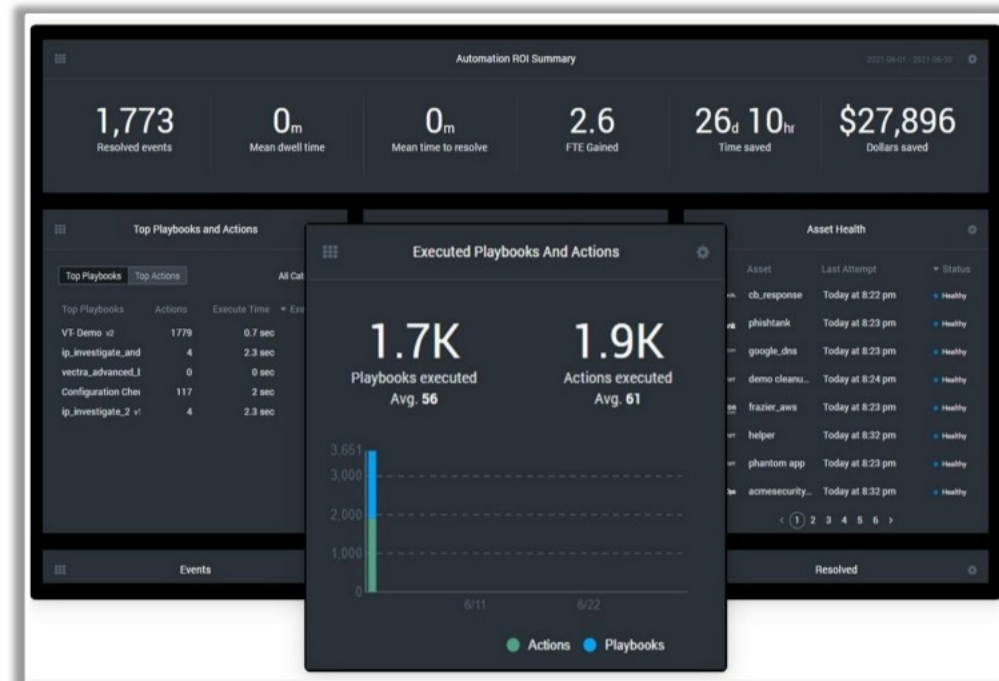 Automation ROI Summary
2021-06-01 - 2021-06-30
1,773
Resolved events
0m
Mean dwell time
0m
Mean time to resolve
2.6
FTE Gained
26d 10hr
Time saved
$27,896
Dollars saved
Top Playbooks and Actions
Top Playbooks Top Actions All Cat
Top Playbooks Actions Execute Time Exe
VT- Demo v2 1779 0.7 sec
ip_investigate_and 4 2.3 sec
vectra_advanced_l 0 0 sec
Configuration Che 117 2 sec
ip_investigate_2 4 2.3 sec
Events
Executed Playbooks And Actions
1.7K
Playbooks executed
Avg. 56
1.9K
Actions executed
Avg. 61
3,651
3,000
2,000
1,000
0
6/11 6/22
Actions Playbooks
Asset Health
Asset Last Attempt Status
cb_response Today at 8:22 pm Healthy
phishtank Today at 8:23 pm Healthy
google_dns Today at 8:23 pm Healthy
demo cleanu... Today at 8:24 pm Healthy
frazier_aws Today at 8:23 pm Healthy
helper Today at 8:32 pm Healthy
phantom app Today at 8:23 pm Healthy
acmesecurity... Today at 8:32 pm Healthy
< 1 2 3 4 5 6 >
Resolved